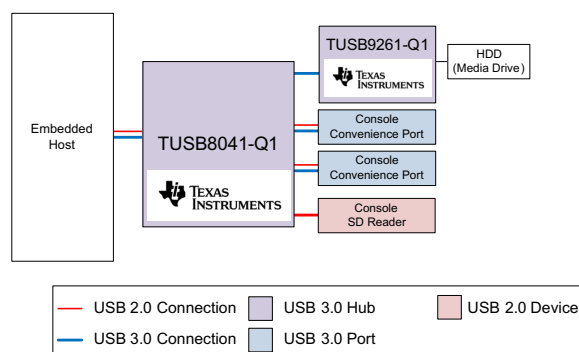 TUSB9261-Q1
TEXAS
INSTRUMENTS
HDD
(Media Drive)
Embedded
Host
TUSB8041-Q1
TEXAS
INSTRUMENTS
Console
Convenience Port
Console
Convenience Port
Console
SD Reader
USB 2.0 Connection
USB 3.0 Hub
USB 2.0 Device
USB 3.0 Connection
USB 3.0 Port